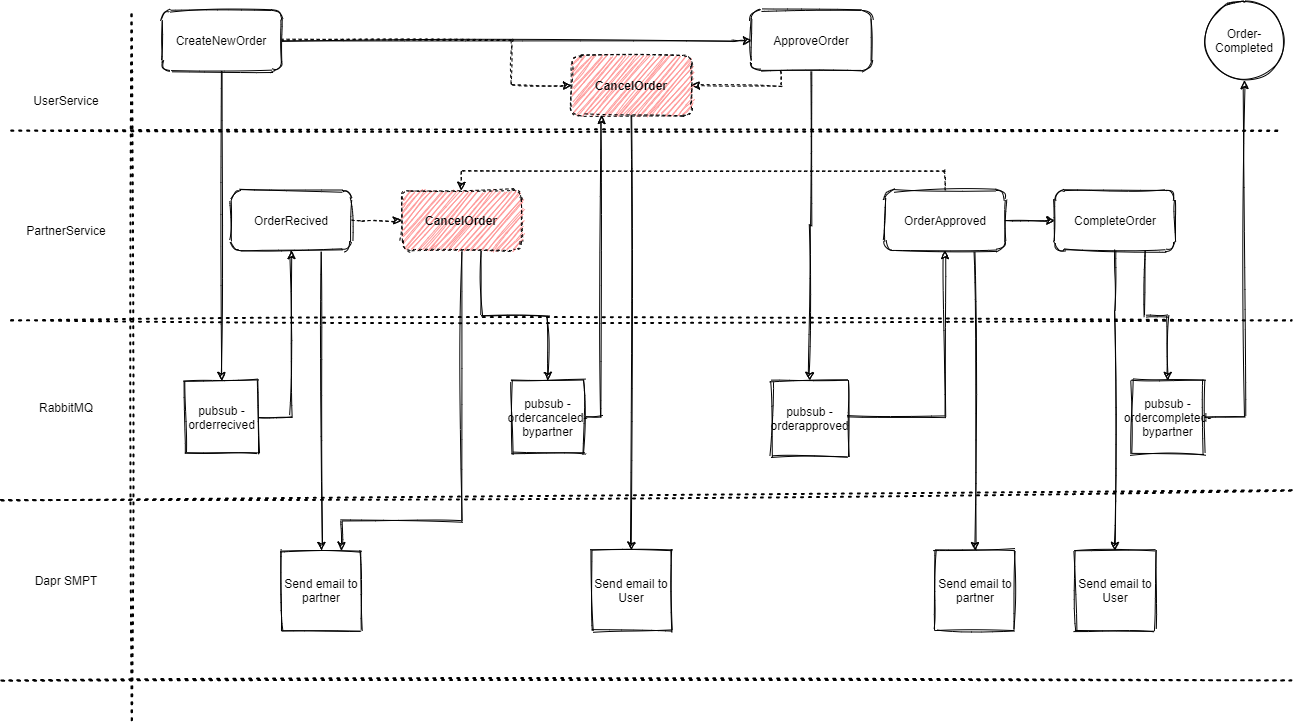 CreateNewOrder
ApproveOrder
Order-
Completed
CancelOrder
UserService
OrderRecived
CancelOrder
OrderApproved
CompleteOrder
PartnerService
RabbitMQ
pubsub -
orderrecived
pubsub -
ordercanceled
bypartner
pubsub -
orderapproved
pubsub -
ordercompleted-
bypartner
Dapr SMPT
Send email to
partner
Send email to
User
Send email to
partner
Send email to
User